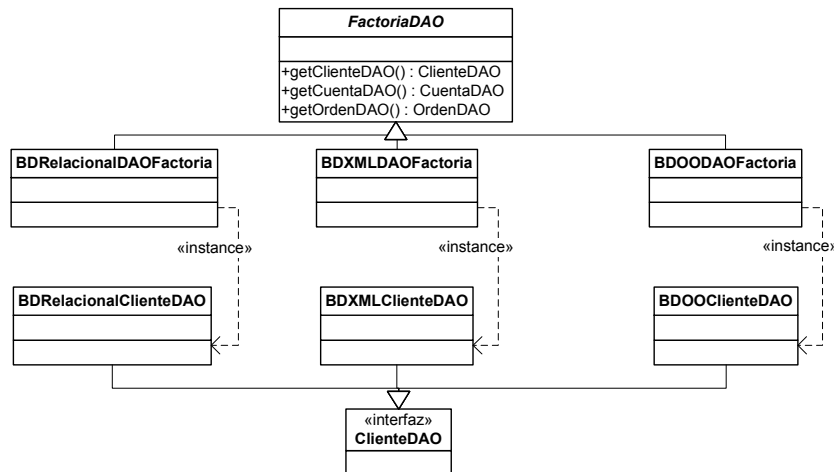 FactoriaDAO
+getClienteDAO() : ClienteDAO
+getCuentaDAO() : CuentaDAO
+getOrdenDAO() : OrdenDAO
BDRelacionalDAOFactoria
BDXMLDAOFactoria
BDOODAOFactoria
«instance»
«instance»
«instance»
BDRelacionalClienteDAO
BDXMLClienteDAO
BDOOClienteDAO
«interfaz»
ClienteDAO